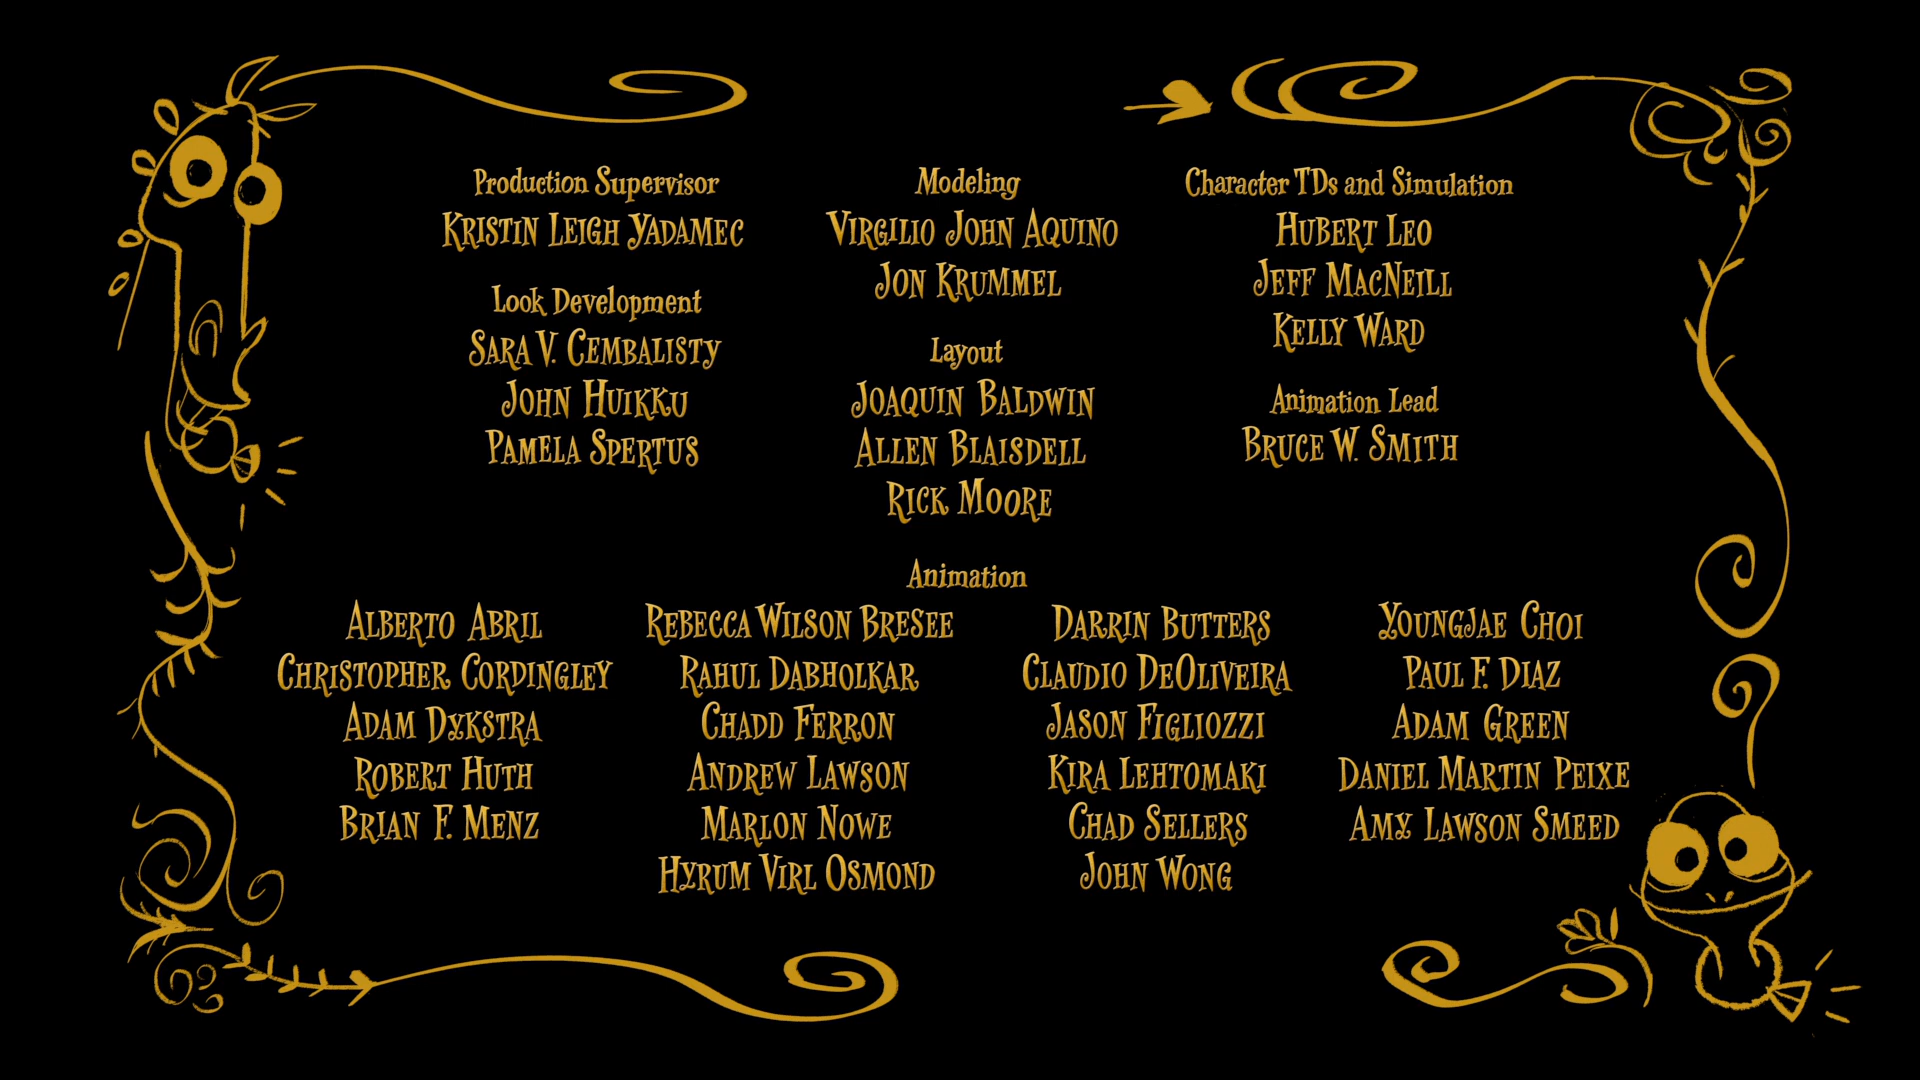 Production Supervisor
Kristin Leigh Yadamec
Look Development
Sara V. Cembalisty
John Huikku
Pamela Spertus
Modeling
Virgilio John Aquino
Jon Krummel
Layout
Joaquin Baldwin
Allen Blaisdell
Rick Moore
Character TDs and Simulation
Hubert Leo
Jeff MacNeill
Kelly Ward
Animation Lead
Bruce W. Smith
Animation
Alberto Abril
Christopher Cordingley
Adam Dykstra
Robert Huth
Brian F. Menz
Rebecca Wilson Bresee
Rahul Dabholkar
Chadd Ferron
Andrew Lawson
Marlon Nowe
Hyrum Virl Osmond
Darrin Butters
Claudio DeOliveira
Jason Figliozzi
Kira Lehtomaki
Chad Sellers
John Wong
Youngjae Choi
Paul F. Diaz
Adam Green
Daniel Martin Peixe
Amy Lawson Smeed